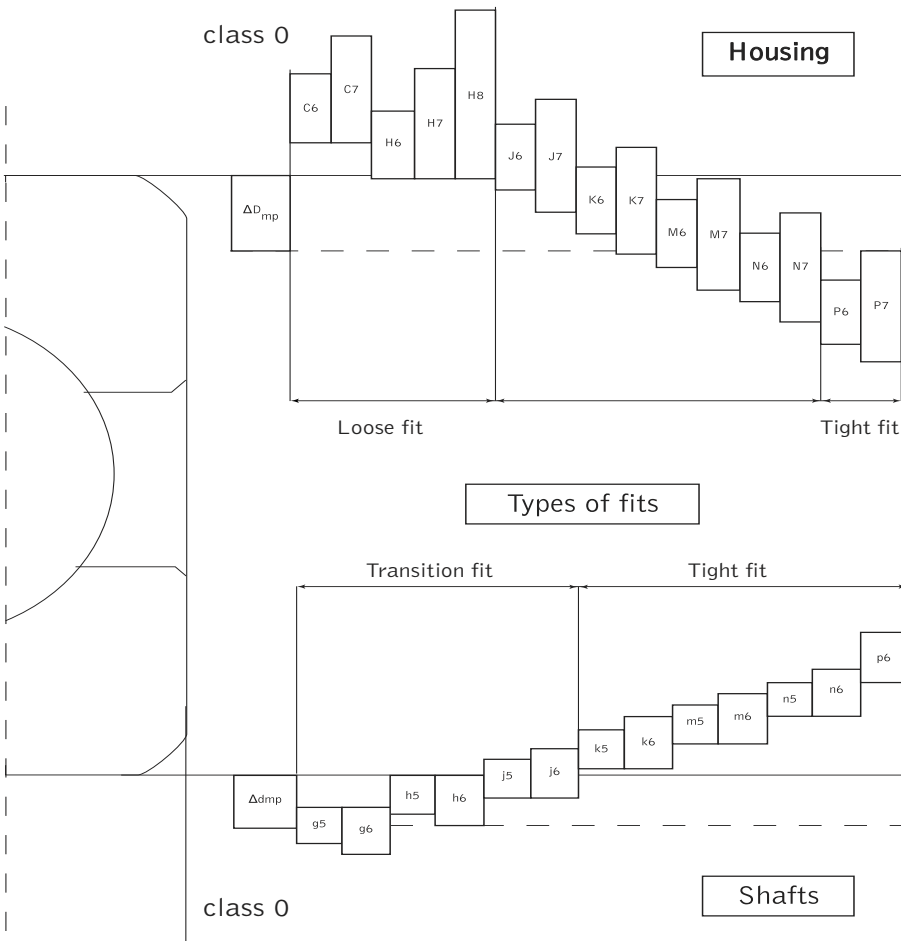 class 0
Housing
C6
C7
H6
H7
H8
J6
J7
K6
K7
M6
M7
N6
N7
P6
P7
ΔDmp
Loose fit
Tight fit
Types of fits
Transition fit
Tight fit
Δdmp
g5
g6
h5
h6
j5
j6
k5
k6
m5
m6
n5
n6
p6
class 0
Shafts